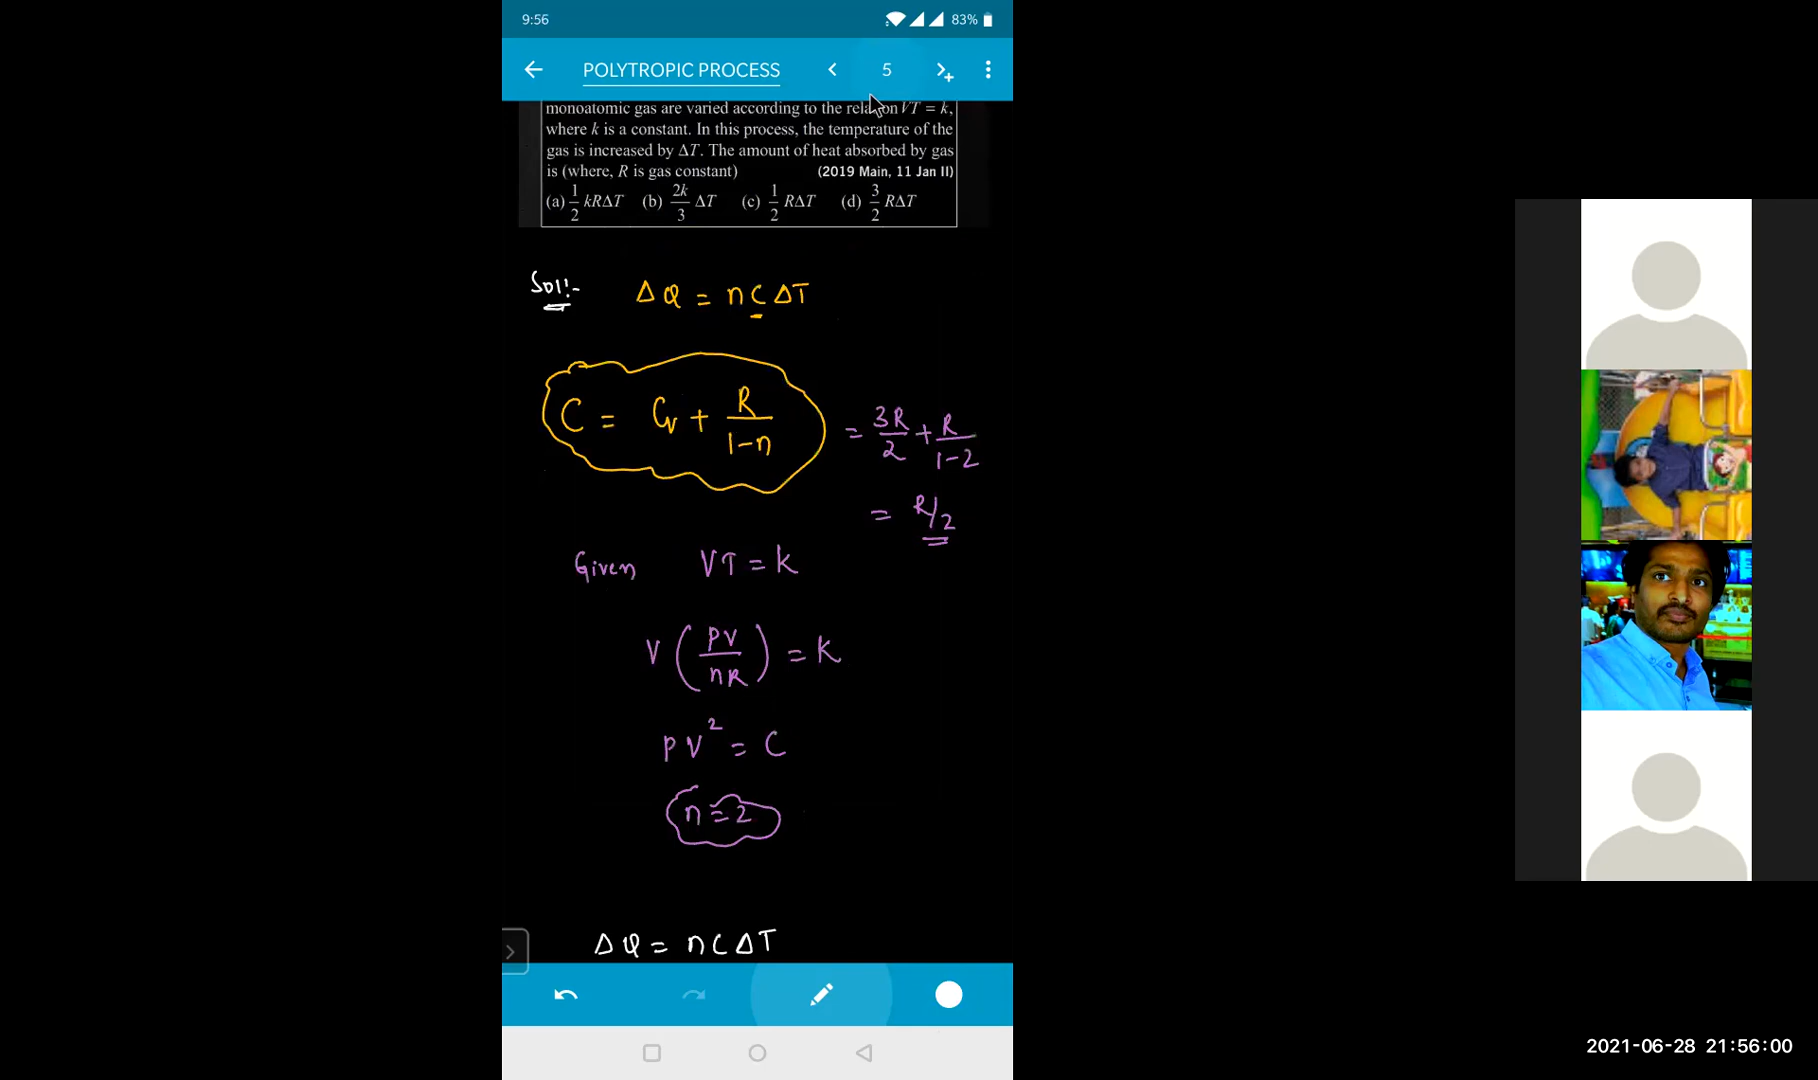 9:56
83%
POLYTROPIC PROCESS
5
monoatomic gas are varied according to the relation VT = k,
where k is a constant. In this process, the temperature of the
gas is increased by ΔT. The amount of heat absorbed by gas
is (where, R is gas constant) (2019 Main, 11 Jan II)
(a) 1/2 kRΔT (b) 2k/3 ΔT (c) 1/2 RΔT (d) 3/2 RΔT
Sol:-
ΔQ = nCΔT
C = Cv + R/(1-n)
= 3R/2 + R/(1-2)
= R/2
Given VT = k
V (PV/nR) = k
PV² = C
n = 2
ΔQ = nCΔT
2021-06-28 21:56:00